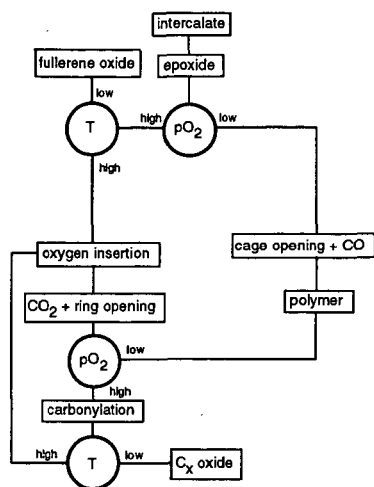 intercalate
fullerene oxide
epoxide
low
T
high
pO₂
low
high
oxygen insertion
cage opening + CO
CO₂ + ring opening
polymer
pO₂
low
high
carbonylation
high
T
low
Cₓ oxide